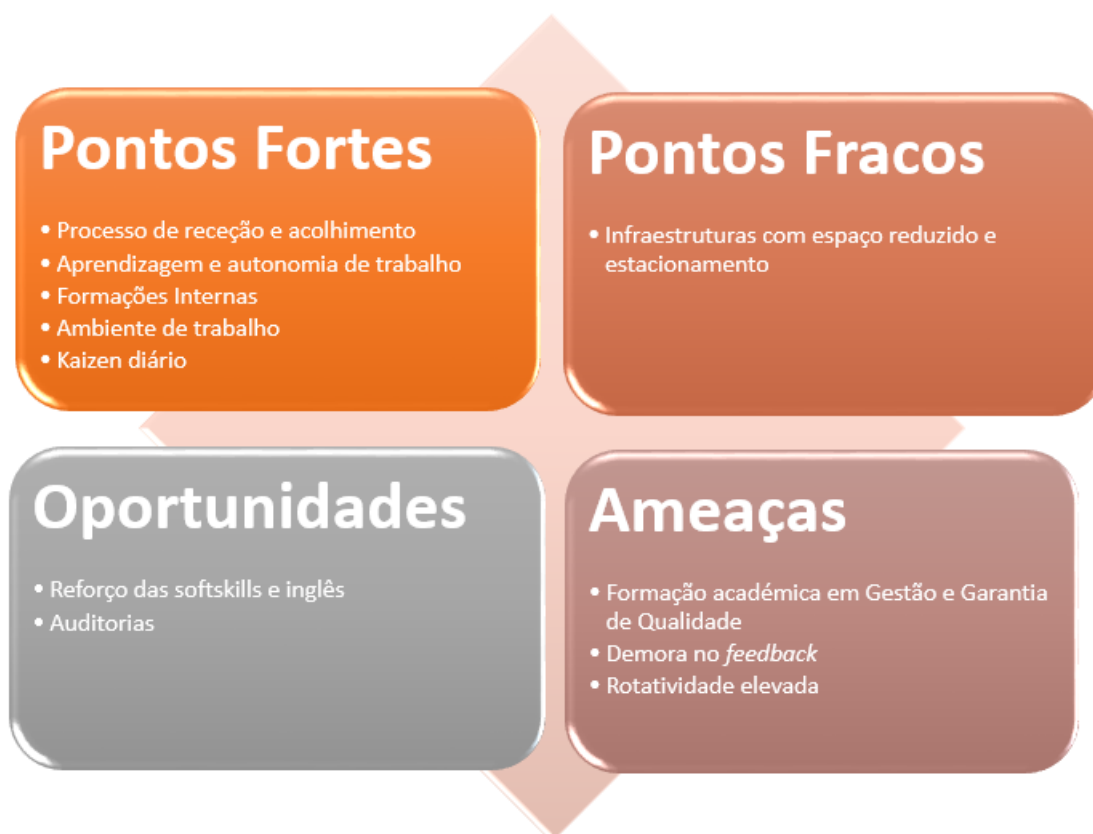 Pontos Fortes
• Processo de receção e acolhimento
• Aprendizagem e autonomia de trabalho
• Formações Internas
• Ambiente de trabalho
• Kaizen diário
Pontos Fracos
• Infraestruturas com espaço reduzido e
estacionamento
Oportunidades
• Reforço das softskills e inglês
• Auditorias
Ameaças
• Formação académica em Gestão e Garantia
de Qualidade
• Demora no feedback
• Rotatividade elevada